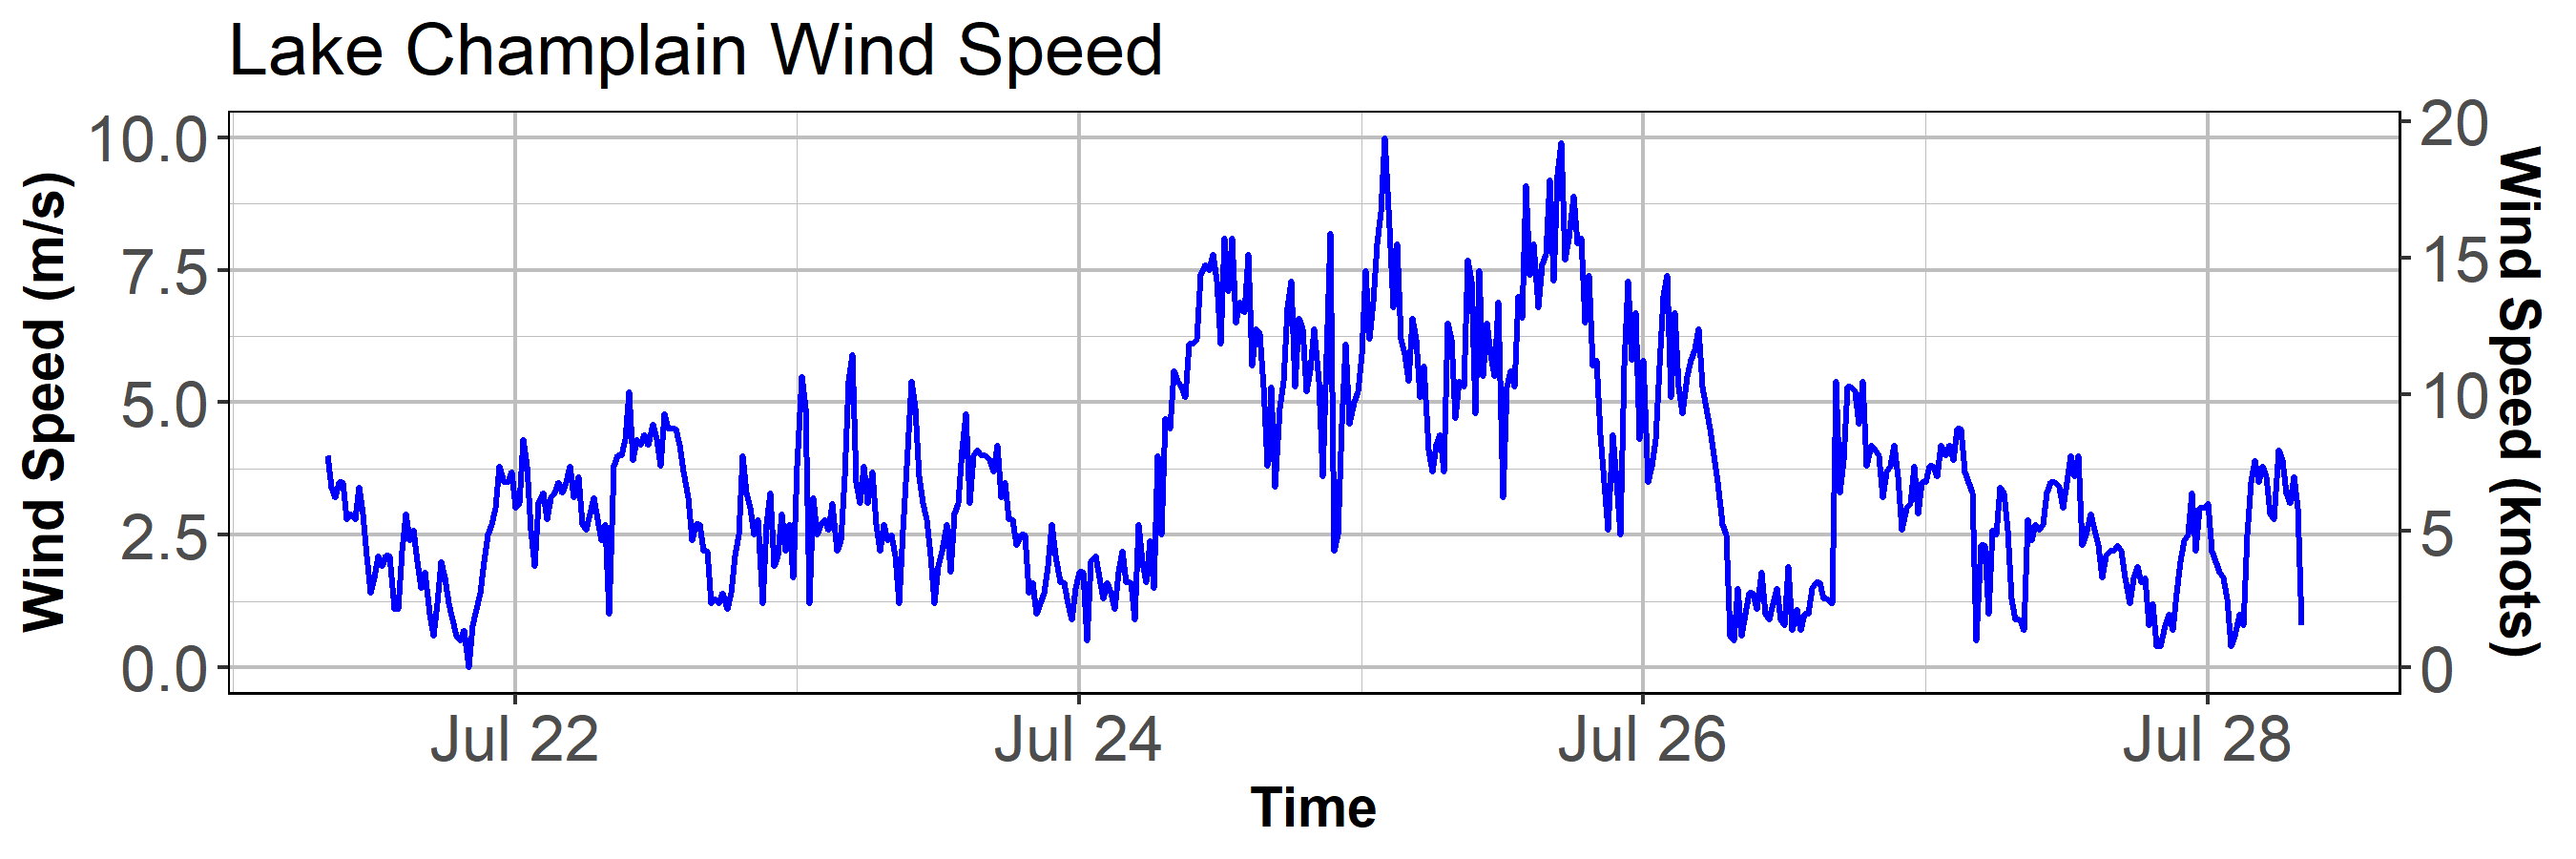 Lake Champlain Wind Speed
Wind Speed (m/s)
10.0
7.5
5.0
2.5
0.0
20
15
10
5
0
Wind Speed (knots)
Jul 22
Jul 24
Jul 26
Jul 28
Time